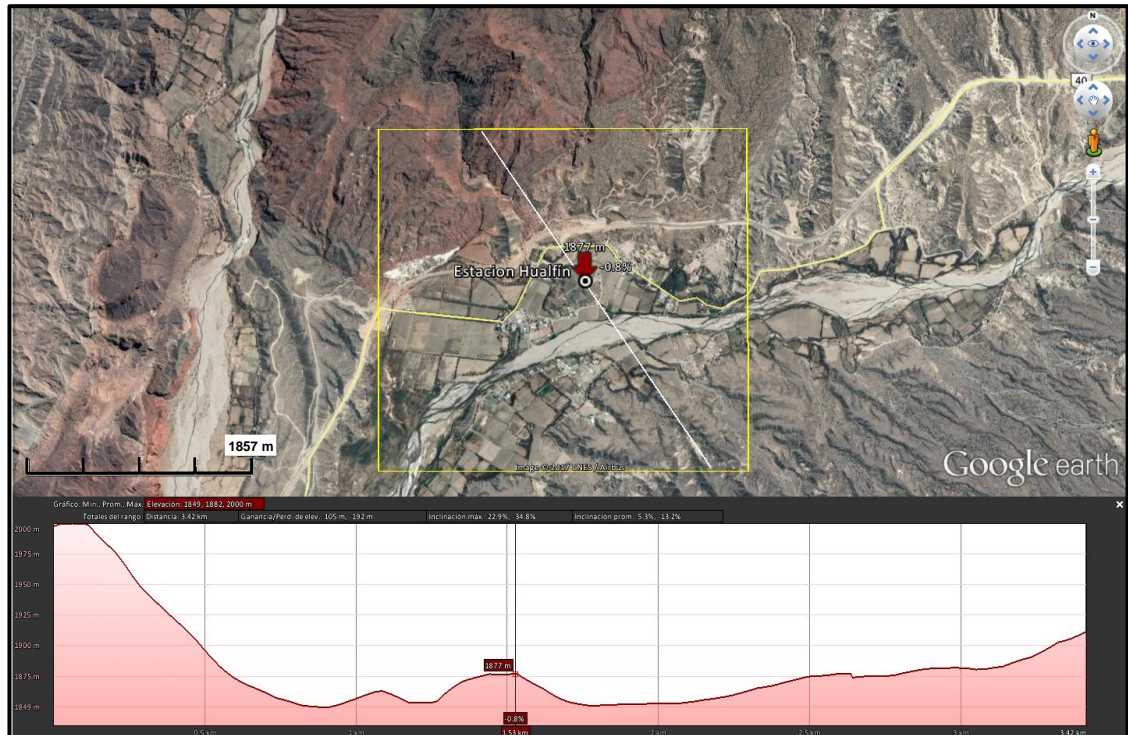 N
40
1877 m
Estacion Hualfín
-0.8%
1857 m
Image © 2017 CNES / Airbus
Google earth
Gráfico: Min., Prom., Máx. Elevación: 1849, 1882, 2000 m
Totales del rango: Distancia: 3.42 km Ganancia/Pérd. de elev.: 105 m, -192 m Inclinación máx.: 22.9%, -34.8% Inclinación prom.: 5.3%, -13.2%
2000 m
1975 m
1950 m
1925 m
1900 m
1875 m
1849 m
1877 m
-0.8%
0.5 km 1 km 1.53 km 2 km 2.5 km 3 km 3.42 km